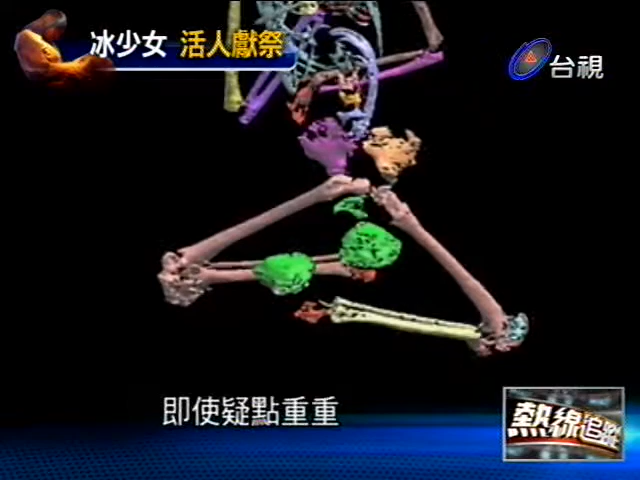 冰少女 活人獻祭
台視
即使疑點重重
熱線追蹤